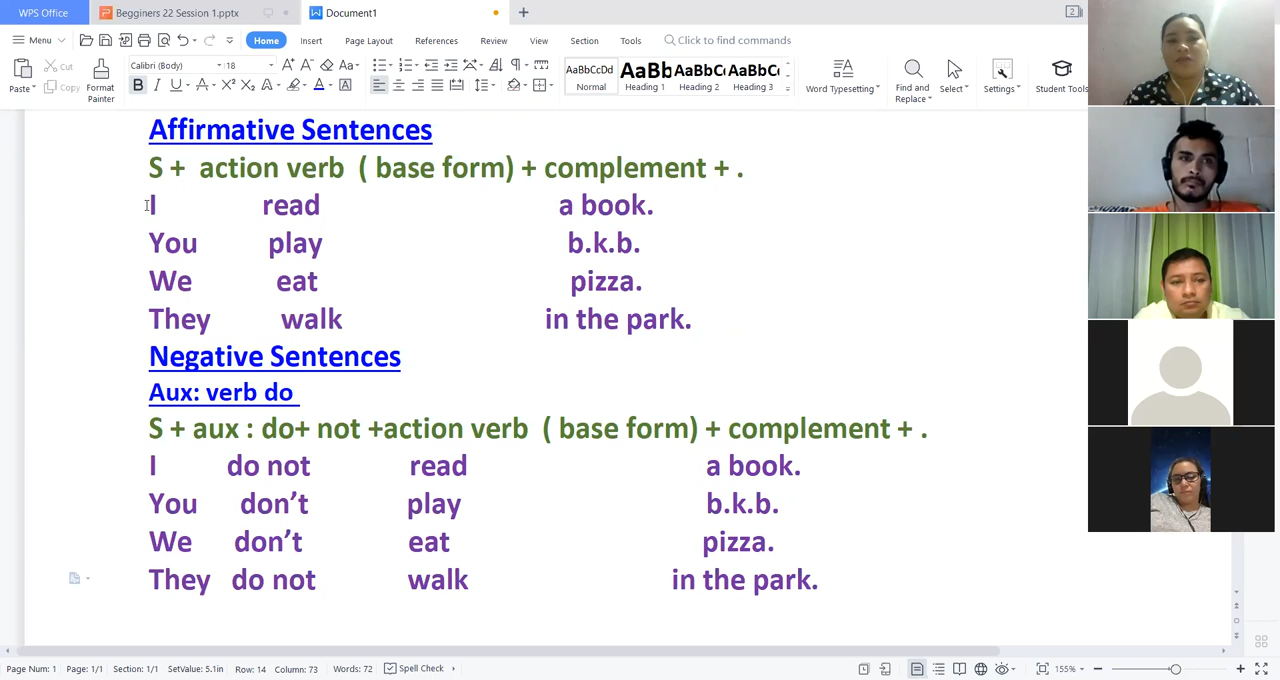 WPS Office Begginers 22 Session 1.pptx Document1 + 2
Menu Home Insert Page Layout References Review View Section Tools Click to find commands
Paste Cut Copy Format Painter Calibri (Body) 18 AaBbCcDd Normal AaBb Heading 1 AaBbC Heading 2 AaBbC Heading 3 Word Typesetting Find and Replace Select Settings Student Tools
Affirmative Sentences
S + action verb ( base form) + complement + .
I read a book.
You play b.k.b.
We eat pizza.
They walk in the park.
Negative Sentences
Aux: verb do
S + aux : do+ not +action verb ( base form) + complement + .
I do not read a book.
You don’t play b.k.b.
We don’t eat pizza.
They do not walk in the park.
Page Num: 1 Page: 1/1 Section: 1/1 SetValue: 5.1in Row: 14 Column: 73 Words: 72 Spell Check 155%